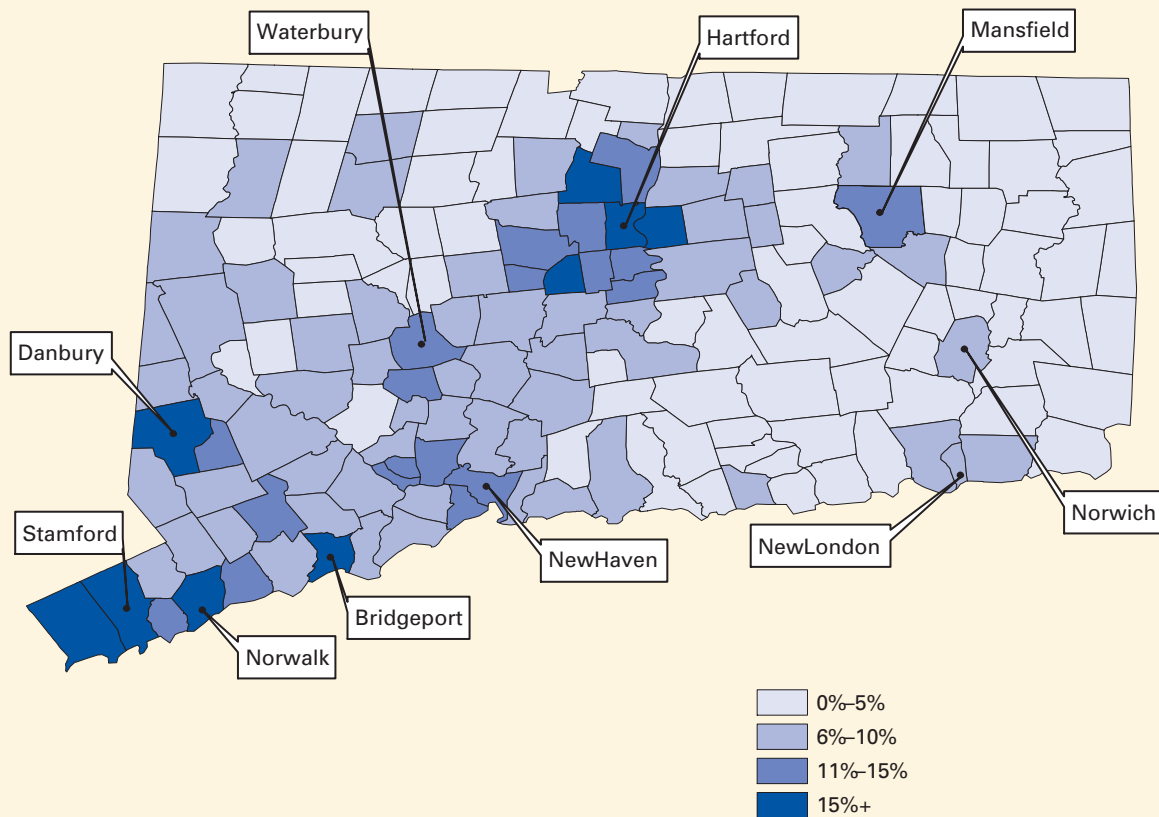 Waterbury
Hartford
Mansfield
Danbury
Stamford
Norwich
NewLondon
NewHaven
Bridgeport
Norwalk
0%–5%
6%–10%
11%–15%
15%+